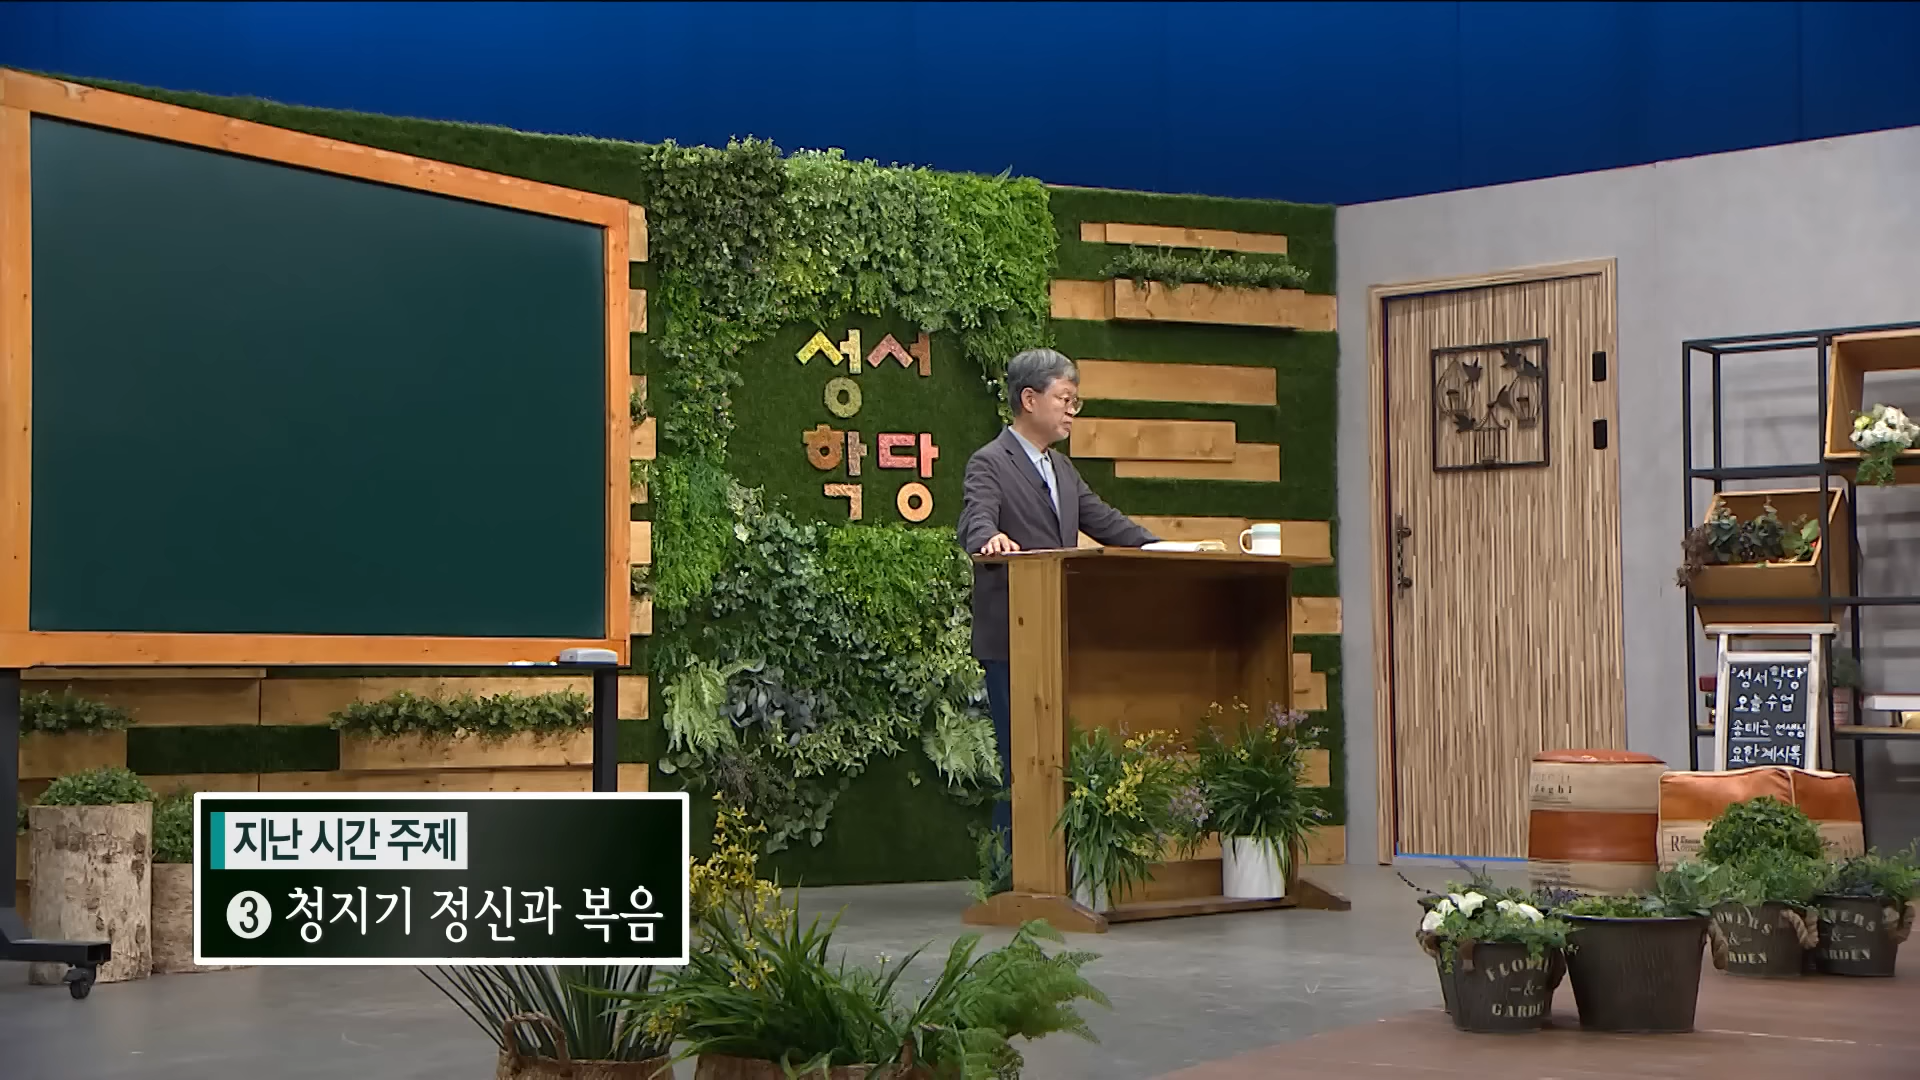 성서
학당
성서학당
오늘 수업
송태근 선생님
요한계시록
지난 시간 주제
❸ 청지기 정신과 복음
FLOWERS
-&-
GARDEN